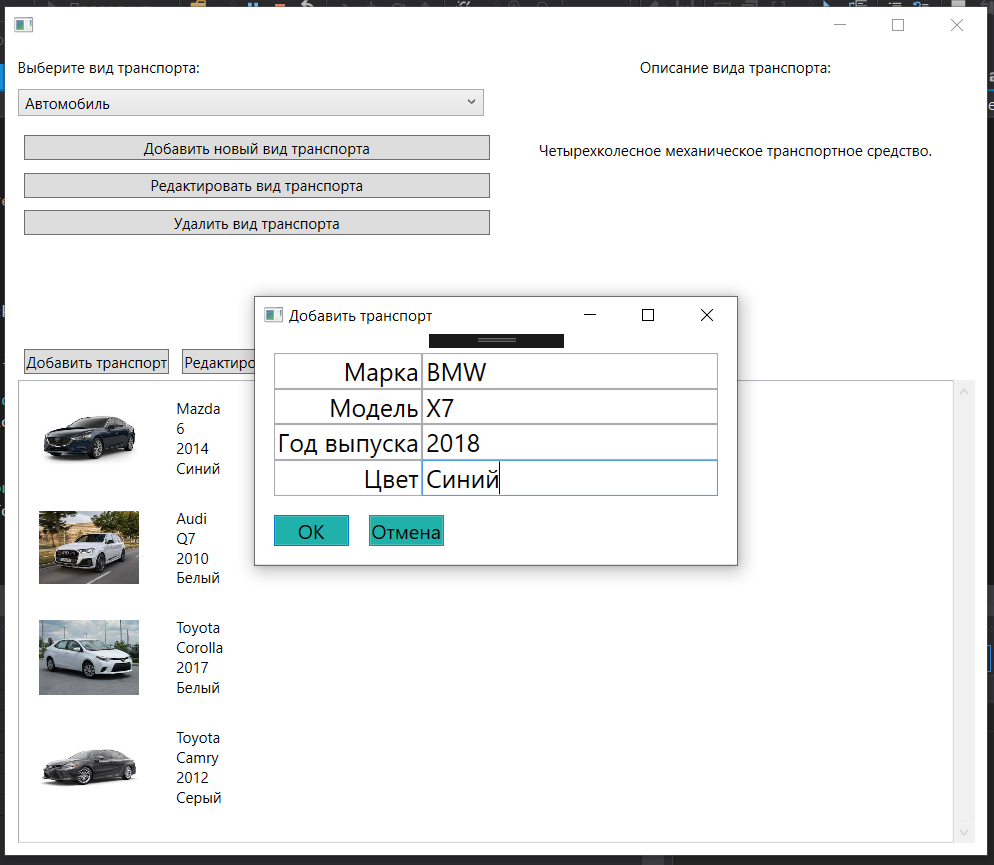 Выберите вид транспорта:
Описание вида транспорта:
Автомобиль
Добавить новый вид транспорта
Четырехколесное механическое транспортное средство.
Редактировать вид транспорта
Удалить вид транспорта
Добавить транспорт
Марка BMW
Модель X7
Год выпуска 2018
Цвет Синий
OK Отмена
Добавить транспорт Редактиро
Mazda
6
2014
Синий
Audi
Q7
2010
Белый
Toyota
Corolla
2017
Белый
Toyota
Camry
2012
Серый